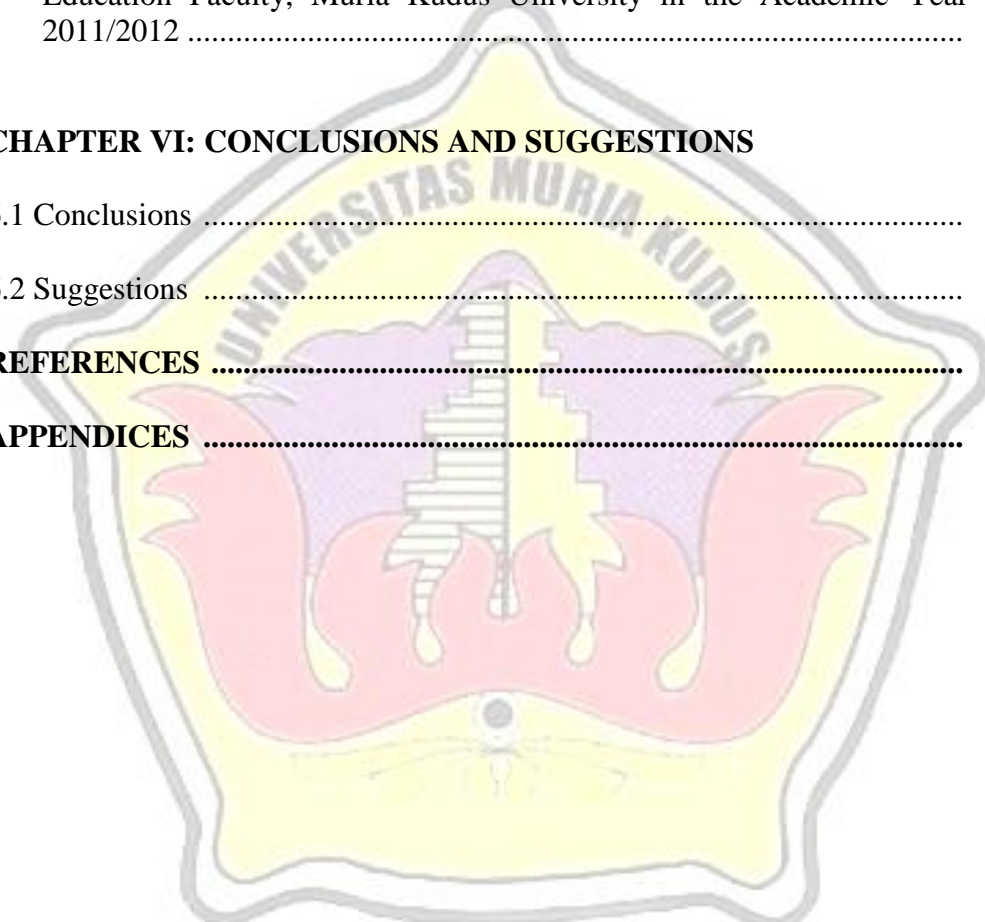 Education Faculty, Muria Kudus University in the Academic Year
2011/2012 ........................................................................................................
CHAPTER VI: CONCLUSIONS AND SUGGESTIONS
.1 Conclusions ......................................................................................................
.2 Suggestions ......................................................................................................
REFERENCES ....................................................................................................
APPENDICES .....................................................................................................
UNIVERSITAS MURIA KUDUS